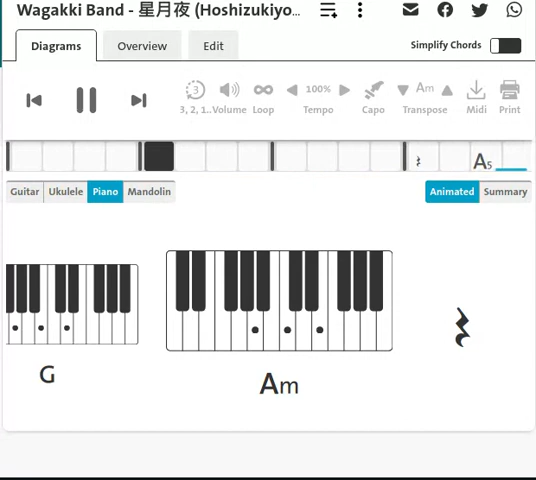 Wagakki Band - 星月夜 (Hoshizukiyo...
Diagrams Overview Edit Simplify Chords
3 100% Am
3, 2, 1.. Volume Loop Tempo Capo Transpose Midi Print
A5
Guitar Ukulele Piano Mandolin Animated Summary
G Am